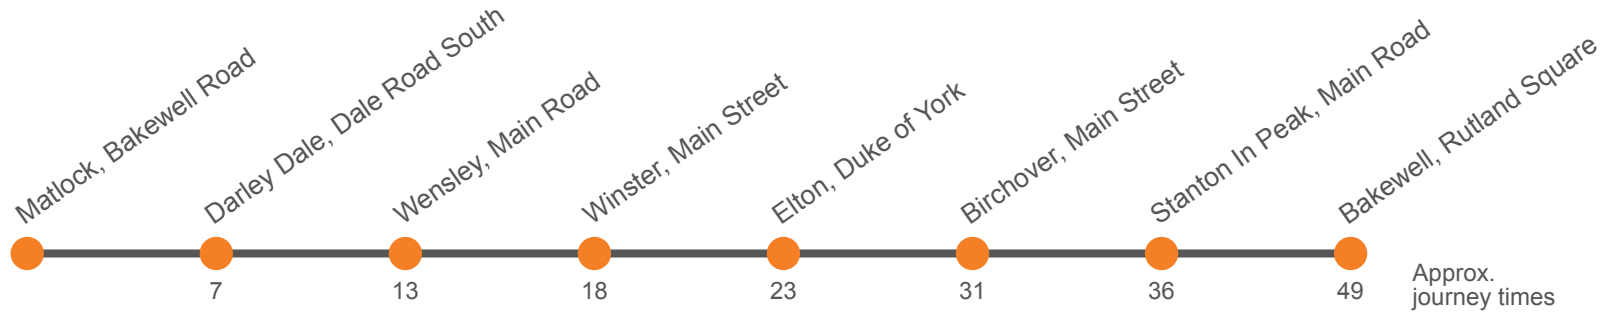 Matlock, Bakewell Road
Darley Dale, Dale Road South
Wensley, Main Road
Winster, Main Street
Elton, Duke of York
Birchover, Main Street
Stanton In Peak, Main Road
Bakewell, Rutland Square
7
13
18
23
31
36
49
Approx.
journey times